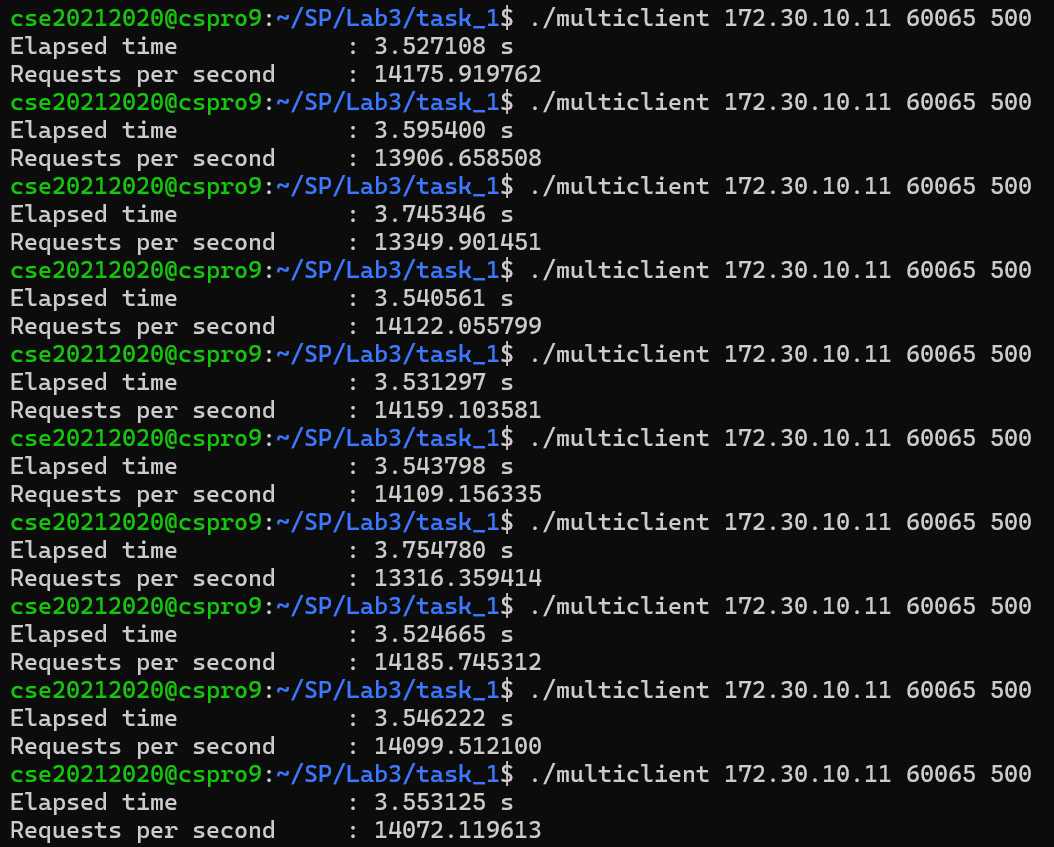 cse20212020@cspro9:~/SP/Lab3/task_1$ ./multiclient 172.30.10.11 60065 500
Elapsed time            : 3.527108 s
Requests per second     : 14175.919762
cse20212020@cspro9:~/SP/Lab3/task_1$ ./multiclient 172.30.10.11 60065 500
Elapsed time            : 3.595400 s
Requests per second     : 13906.658508
cse20212020@cspro9:~/SP/Lab3/task_1$ ./multiclient 172.30.10.11 60065 500
Elapsed time            : 3.745346 s
Requests per second     : 13349.901451
cse20212020@cspro9:~/SP/Lab3/task_1$ ./multiclient 172.30.10.11 60065 500
Elapsed time            : 3.540561 s
Requests per second     : 14122.055799
cse20212020@cspro9:~/SP/Lab3/task_1$ ./multiclient 172.30.10.11 60065 500
Elapsed time            : 3.531297 s
Requests per second     : 14159.103581
cse20212020@cspro9:~/SP/Lab3/task_1$ ./multiclient 172.30.10.11 60065 500
Elapsed time            : 3.543798 s
Requests per second     : 14109.156335
cse20212020@cspro9:~/SP/Lab3/task_1$ ./multiclient 172.30.10.11 60065 500
Elapsed time            : 3.754780 s
Requests per second     : 13316.359414
cse20212020@cspro9:~/SP/Lab3/task_1$ ./multiclient 172.30.10.11 60065 500
Elapsed time            : 3.524665 s
Requests per second     : 14185.745312
cse20212020@cspro9:~/SP/Lab3/task_1$ ./multiclient 172.30.10.11 60065 500
Elapsed time            : 3.546222 s
Requests per second     : 14099.512100
cse20212020@cspro9:~/SP/Lab3/task_1$ ./multiclient 172.30.10.11 60065 500
Elapsed time            : 3.553125 s
Requests per second     : 14072.119613